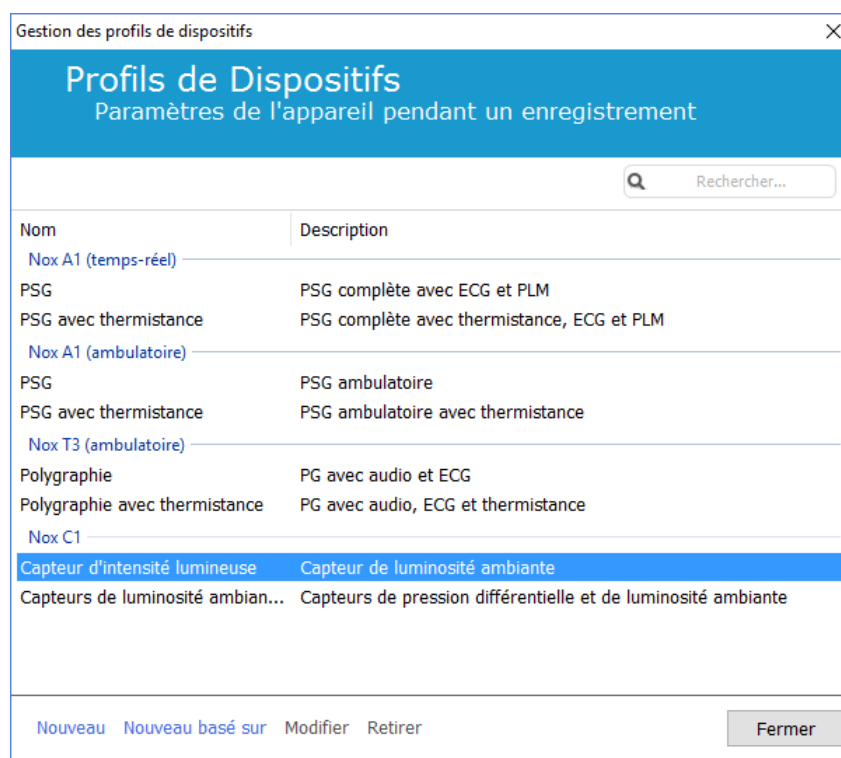 Gestion des profils de dispositifs
Profils de Dispositifs
Paramètres de l'appareil pendant un enregistrement
Rechercher...
Nom Description
Nox A1 (temps-réel)
PSG PSG complète avec ECG et PLM
PSG avec thermistance PSG complète avec thermistance, ECG et PLM
Nox A1 (ambulatoire)
PSG PSG ambulatoire
PSG avec thermistance PSG ambulatoire avec thermistance
Nox T3 (ambulatoire)
Polygraphie PG avec audio et ECG
Polygraphie avec thermistance PG avec audio, ECG et thermistance
Nox C1
Capteur d'intensité lumineuse Capteur de luminosité ambiante
Capteurs de luminosité ambian... Capteurs de pression différentielle et de luminosité ambiante
Nouveau Nouveau basé sur Modifier Retirer Fermer